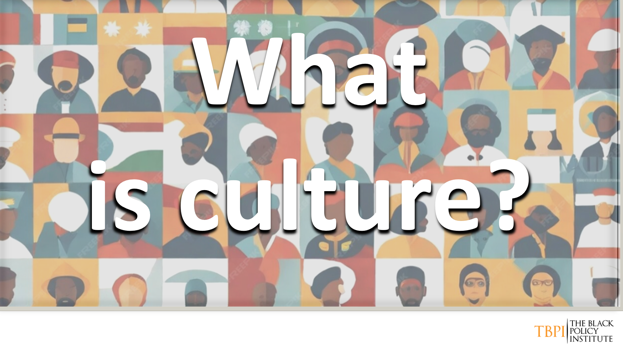 What
is culture?
TBPI
THE BLACK
POLICY
INSTITUTE